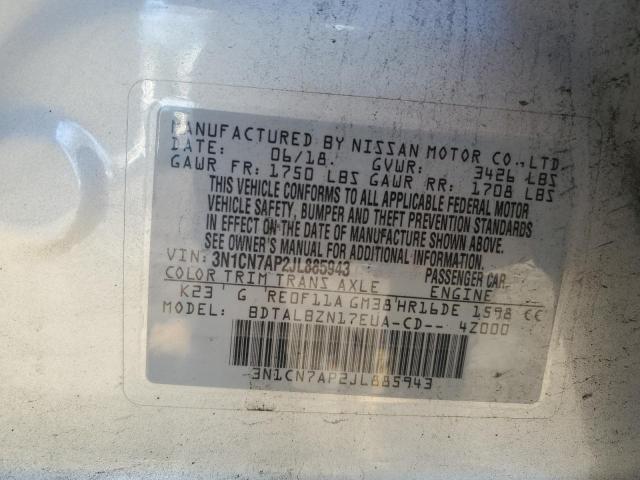 MANUFACTURED BY NISSAN MOTOR CO.,LTD
DATE: 06/18. GVWR: 3426 LBS
GAWR FR: 1750 LBS GAWR RR: 1708 LBS
THIS VEHICLE CONFORMS TO ALL APPLICABLE FEDERAL MOTOR
VEHICLE SAFETY, BUMPER AND THEFT PREVENTION STANDARDS
IN EFFECT ON THE DATE OF MANUFACTURE SHOWN ABOVE.
SEE OWNER'S MANUAL FOR ADDITIONAL INFORMATION.
VIN: 3N1CN7AP2JL885943 PASSENGER CAR
COLOR TRIM TRANS AXLE ENGINE
K23 G RE0F11A GM38 HR16DE 1598 CC
MODEL: BDTALBZN17EUA-CD-- 4Z000
3N1CN7AP2JL885943